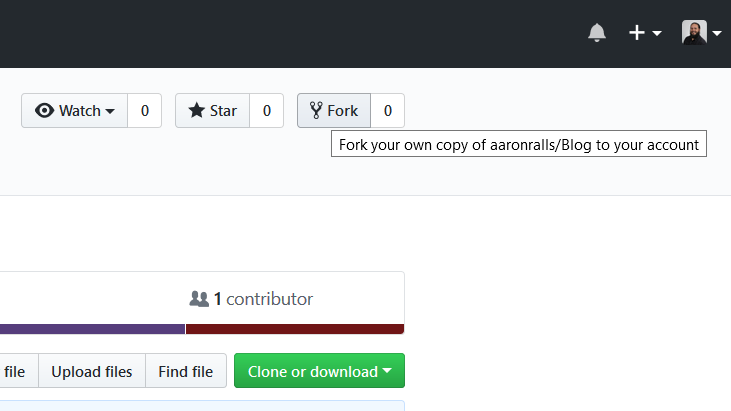 Watch 0 Star 0 Fork 0
Fork your own copy of aaronralls/Blog to your account
1 contributor
file Upload files Find file Clone or download